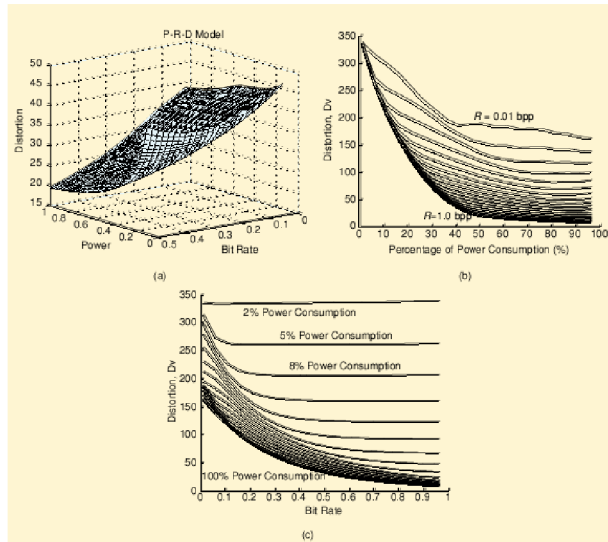 P-R-D Model
50
45
40
35
30
25
20
15
Distortion
1
0.8
0.6
0.4
0.2
0
Power
0.5
0.4
0.3
0.2
0.1
0
Bit Rate
(a)
350
300
250
200
150
100
50
0
Distortion, Dv
R = 0.01 bpp
R=1.0 bpp
0 10 20 30 40 50 60 70 80 90 100
Percentage of Power Consumption (%)
(b)
350
300
250
200
150
100
50
0
Distortion, Dv
2% Power Consumption
5% Power Consumption
8% Power Consumption
100% Power Consumption
0 0.1 0.2 0.3 0.4 0.5 0.6 0.7 0.8 0.9 1
Bit Rate
(c)